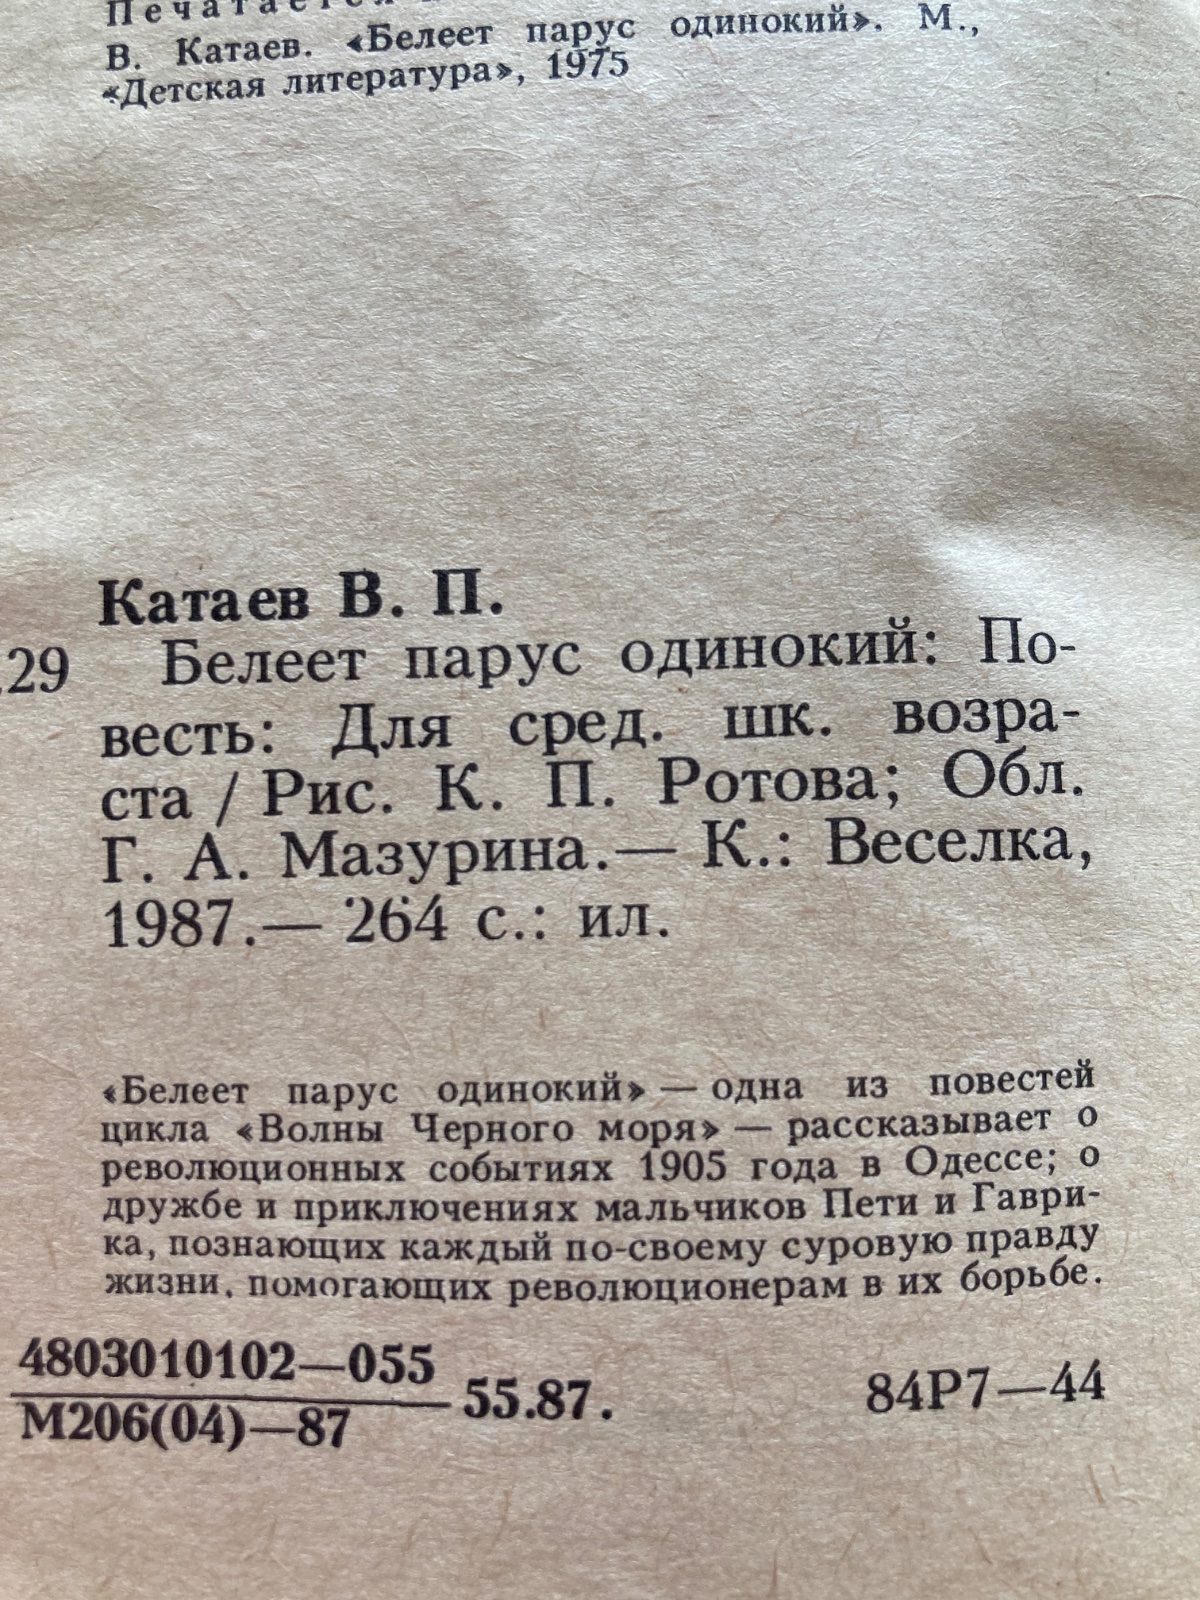 Печатается
В. Катаев. «Белеет парус одинокий». М.,
«Детская литература», 1975
Катаев В. П.
29 Белеет парус одинокий: По-
весть: Для сред. шк. возра-
ста / Рис. К. П. Ротова; Обл.
Г. А. Мазурина.— К.: Веселка,
1987.— 264 с.: ил.
«Белеет парус одинокий» — одна из повестей
цикла «Волны Черного моря» — рассказывает о
революционных событиях 1905 года в Одессе; о
дружбе и приключениях мальчиков Пети и Гаври-
ка, познающих каждый по-своему суровую правду
жизни, помогающих революционерам в их борьбе.
4803010102—055
М206(04)—87
55.87.
84Р7—44